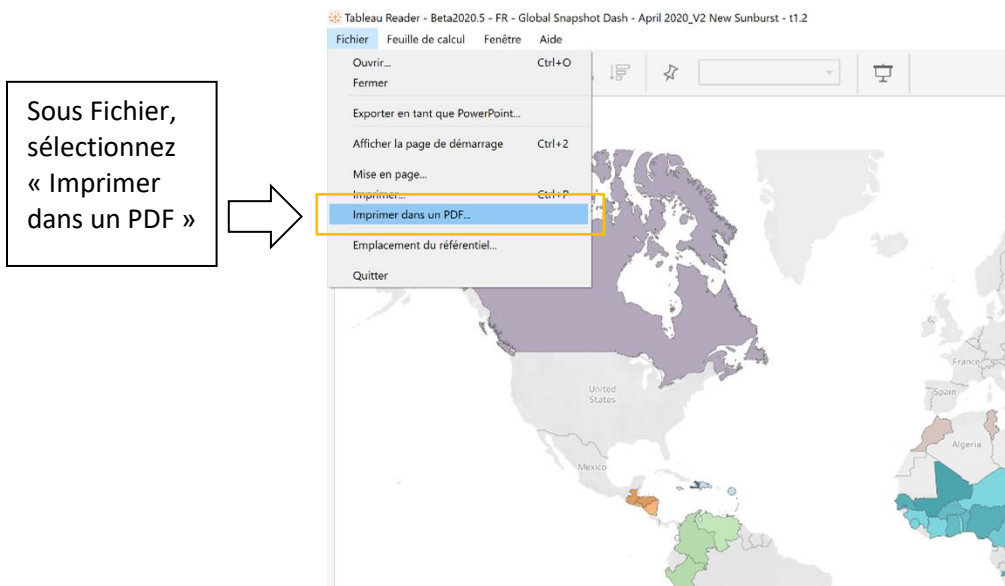 Tableau Reader - Beta2020.5 - FR - Global Snapshot Dash - April 2020_V2 New Sunburst - t1.2
Fichier Feuille de calcul Fenêtre Aide
Ouvrir... Ctrl+O
Fermer
Exporter en tant que PowerPoint...
Afficher la page de démarrage Ctrl+2
Mise en page...
Imprimer... Ctrl+P
Imprimer dans un PDF...
Emplacement du référentiel...
Quitter
Sous Fichier,
sélectionnez
« Imprimer
dans un PDF »
United
States
Mexico
France
Spain
Algeria